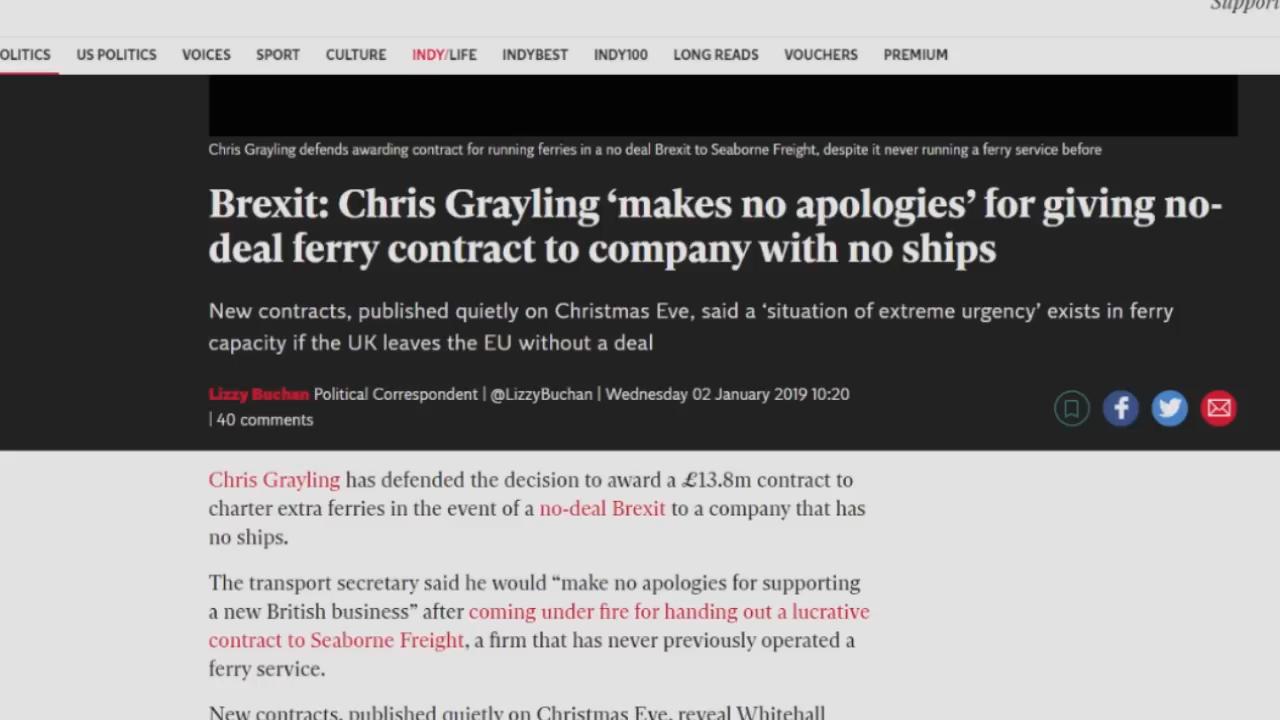 Support
OLITICS US POLITICS VOICES SPORT CULTURE INDY/LIFE INDYBEST INDY100 LONG READS VOUCHERS PREMIUM
Chris Grayling defends awarding contract for running ferries in a no deal Brexit to Seaborne Freight, despite it never running a ferry service before
Brexit: Chris Grayling ‘makes no apologies’ for giving no-
deal ferry contract to company with no ships
New contracts, published quietly on Christmas Eve, said a ‘situation of extreme urgency’ exists in ferry
capacity if the UK leaves the EU without a deal
Lizzy Buchan Political Correspondent | @LizzyBuchan | Wednesday 02 January 2019 10:20
| 40 comments
Chris Grayling has defended the decision to award a £13.8m contract to
charter extra ferries in the event of a no-deal Brexit to a company that has
no ships.
The transport secretary said he would “make no apologies for supporting
a new British business” after coming under fire for handing out a lucrative
contract to Seaborne Freight, a firm that has never previously operated a
ferry service.
New contracts, published quietly on Christmas Eve, reveal Whitehall